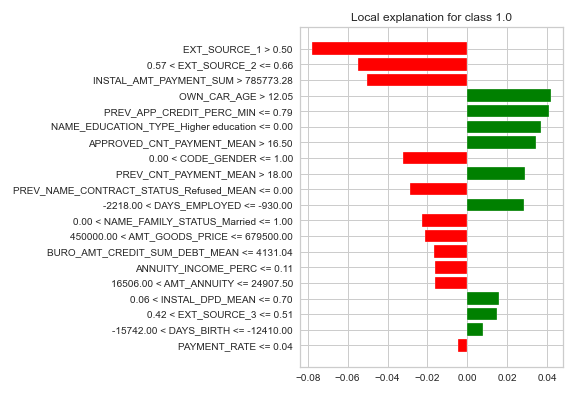 Local explanation for class 1.0
EXT_SOURCE_1 > 0.50
0.57 < EXT_SOURCE_2 <= 0.66
INSTAL_AMT_PAYMENT_SUM > 785773.28
OWN_CAR_AGE > 12.05
PREV_APP_CREDIT_PERC_MIN <= 0.79
NAME_EDUCATION_TYPE_Higher education <= 0.00
APPROVED_CNT_PAYMENT_MEAN > 16.50
0.00 < CODE_GENDER <= 1.00
PREV_CNT_PAYMENT_MEAN > 18.00
PREV_NAME_CONTRACT_STATUS_Refused_MEAN <= 0.00
-2218.00 < DAYS_EMPLOYED <= -930.00
0.00 < NAME_FAMILY_STATUS_Married <= 1.00
450000.00 < AMT_GOODS_PRICE <= 679500.00
BURO_AMT_CREDIT_SUM_DEBT_MEAN <= 4131.04
ANNUITY_INCOME_PERC <= 0.11
16506.00 < AMT_ANNUITY <= 24907.50
0.06 < INSTAL_DPD_MEAN <= 0.70
0.42 < EXT_SOURCE_3 <= 0.51
-15742.00 < DAYS_BIRTH <= -12410.00
PAYMENT_RATE <= 0.04
−0.08 −0.06 −0.04 −0.02 0.00 0.02 0.04